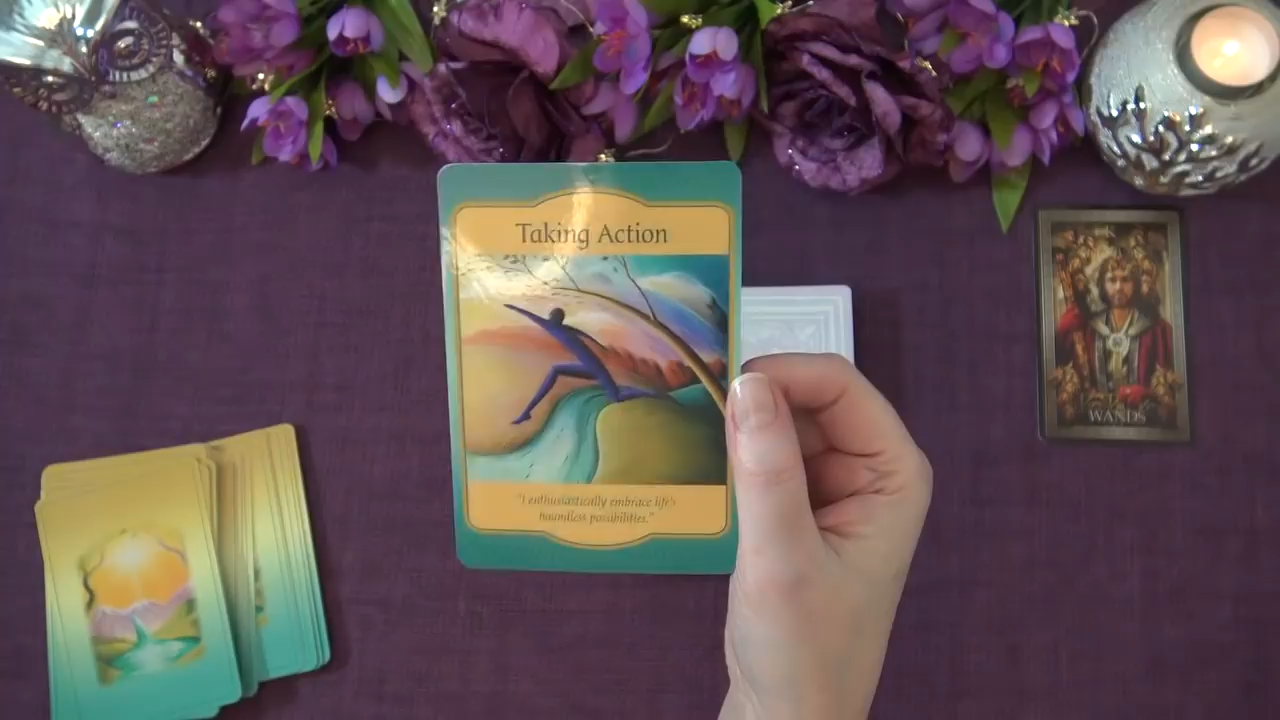 Taking Action
"I enthusiastically embrace life's
boundless possibilities."
WANDS